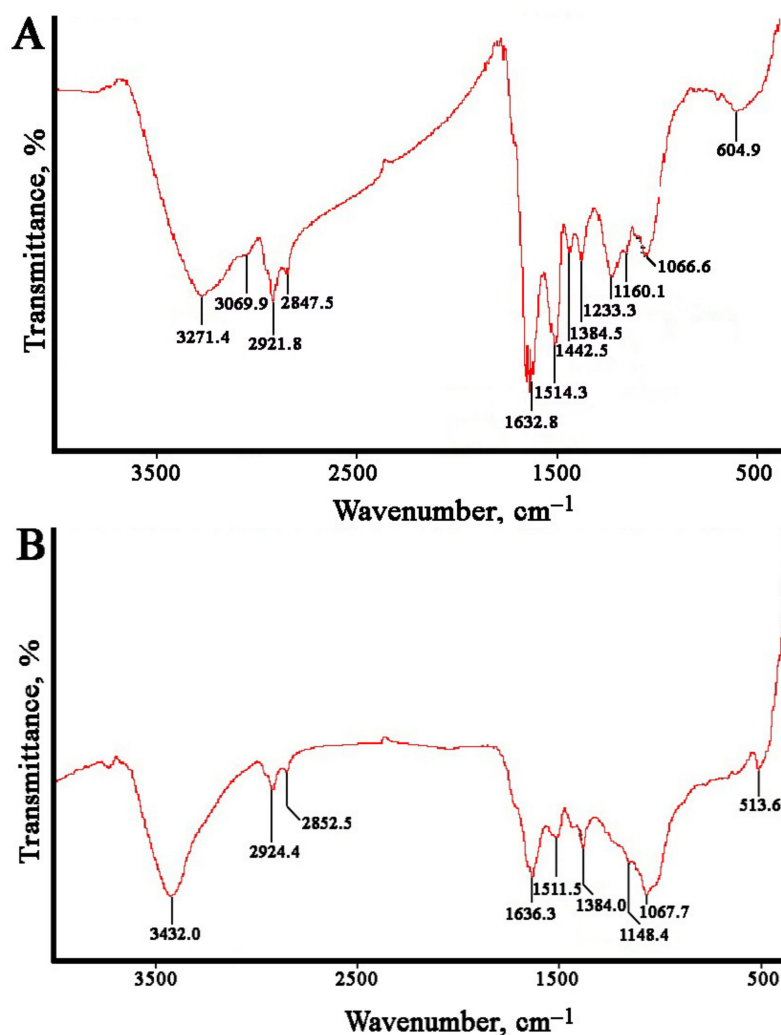 A
Transmittance, %
604.9
3069.9
2847.5
1066.6
1160.1
1233.3
3271.4
2921.8
1384.5
1442.5
1514.3
1632.8
3500 2500 1500 500
Wavenumber, cm–1
B
Transmittance, %
513.6
2852.5
2924.4
1511.5
1636.3
1384.0
1067.7
3432.0
1148.4
3500 2500 1500 500
Wavenumber, cm–1